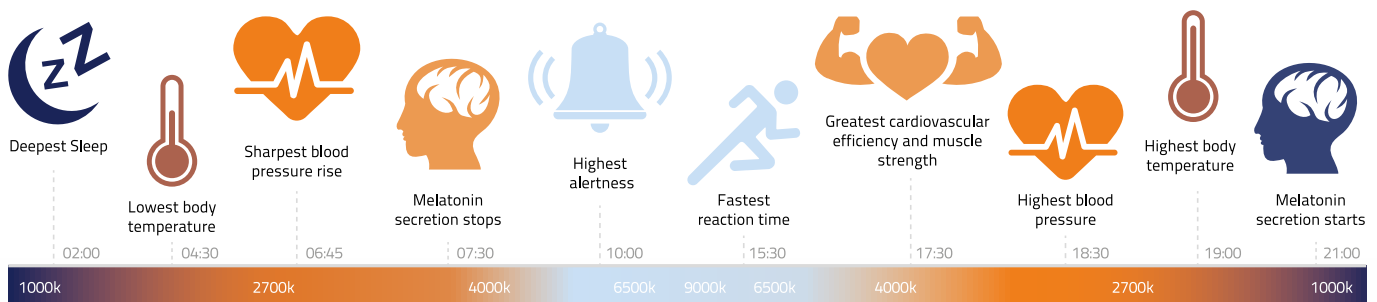 Z
Z
Deepest Sleep
02:00
Lowest body
temperature
04:30
Sharpest blood
pressure rise
06:45
Melatonin
secretion stops
07:30
Highest
alertness
10:00
Fastest
reaction time
15:30
Greatest cardiovascular
efficiency and muscle
strength
17:30
Highest blood
pressure
18:30
Highest body
temperature
19:00
Melatonin
secretion starts
21:00
1000k
2700k
4000k
6500k
9000k
6500k
4000k
2700k
1000k